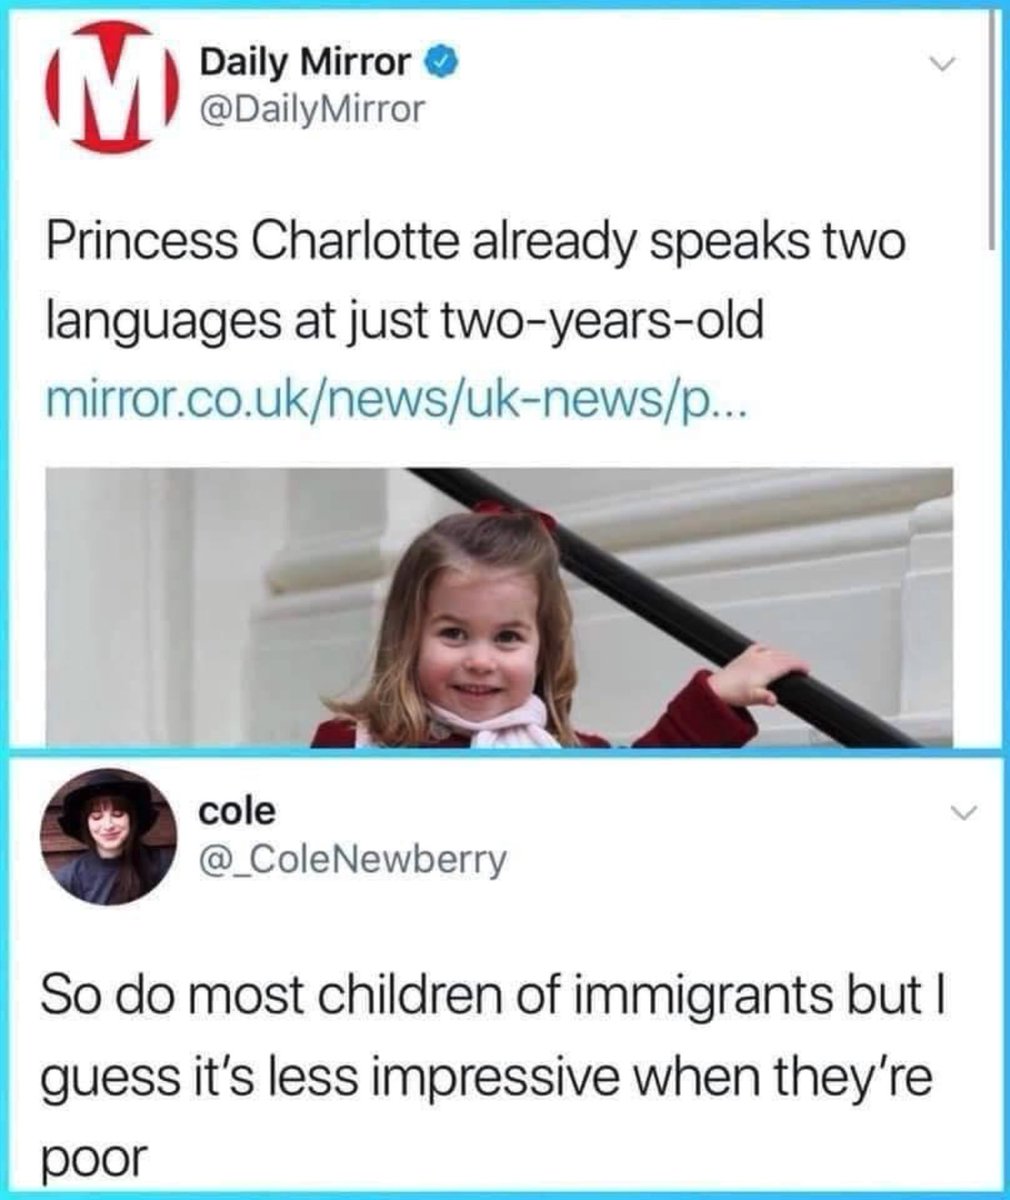 M
Daily Mirror
@DailyMirror
Princess Charlotte already speaks two
languages at just two-years-old
mirror.co.uk/news/uk-news/p...
cole
@_ColeNewberry
So do most children of immigrants but I
guess it's less impressive when they're
poor